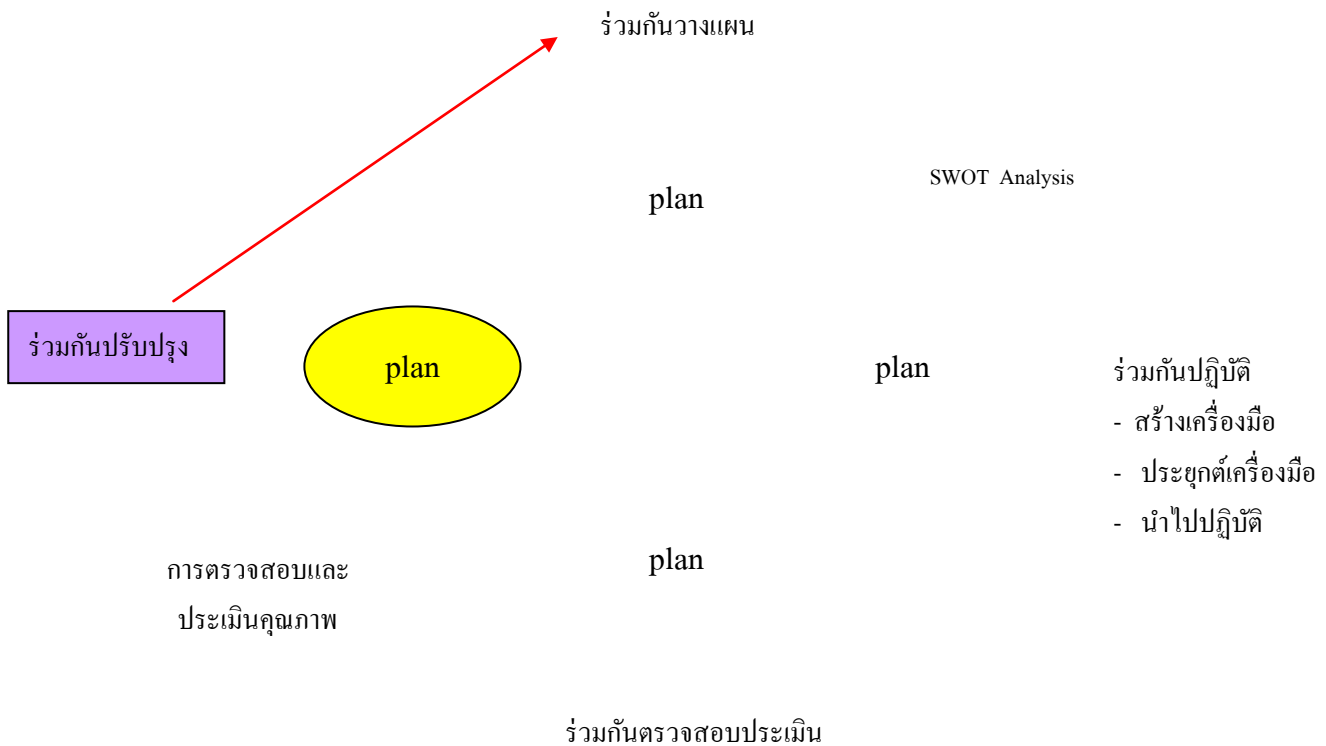 ร่วมกันวางแผน
SWOT Analysis
plan
ร่วมกันปรับปรุง
plan
plan
ร่วมกันปฏิบัติ
- สร้างเครื่องมือ
- ประยุกต์เครื่องมือ
- นำไปปฏิบัติ
plan
การตรวจสอบและ
ประเมินคุณภาพ
ร่วมกันตรวจสอบประเมิน